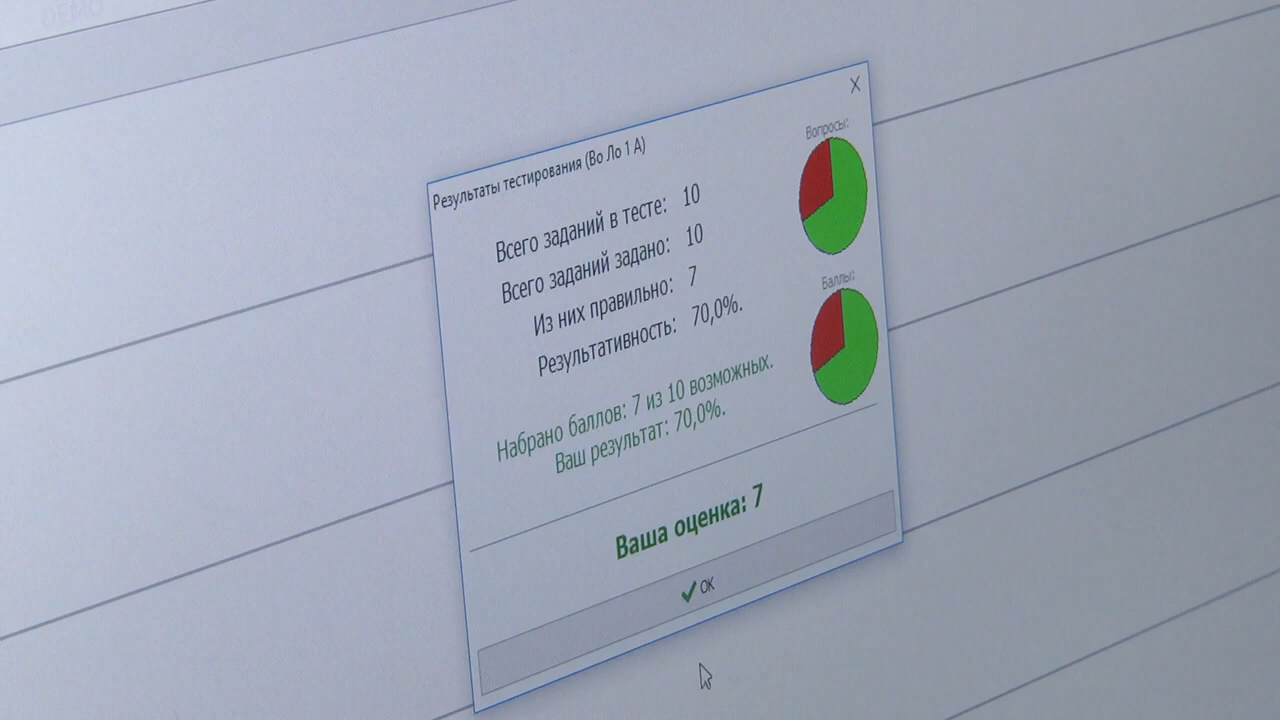 Результаты тестирования (Во Ло 1 А)
Вопросы:
Всего заданий в тесте: 10
Всего заданий задано: 10
Из них правильно: 7
Результативность: 70,0%.
Баллы:
Набрано баллов: 7 из 10 возможных.
Ваш результат: 70,0%.
Ваша оценка: 7
OK